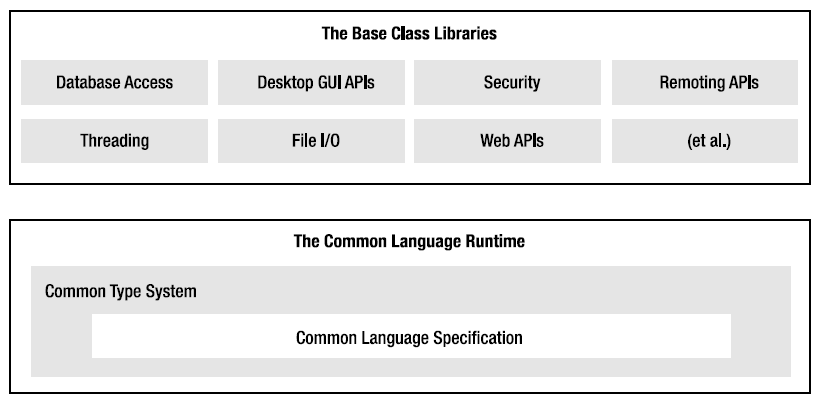 The Base Class Libraries
Database Access
Desktop GUI APIs
Security
Remoting APIs
Threading
File I/O
Web APIs
(et al.)
The Common Language Runtime
Common Type System
Common Language Specification